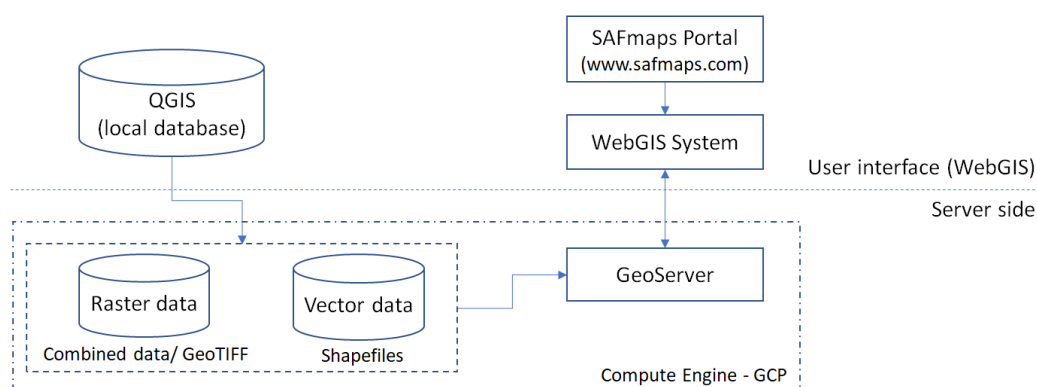 SAFmaps Portal
(www.safmaps.com)
QGIS
(local database)
WebGIS System
User interface (WebGIS)
Server side
GeoServer
Raster data
Vector data
Combined data/ GeoTIFF
Shapefiles
Compute Engine - GCP